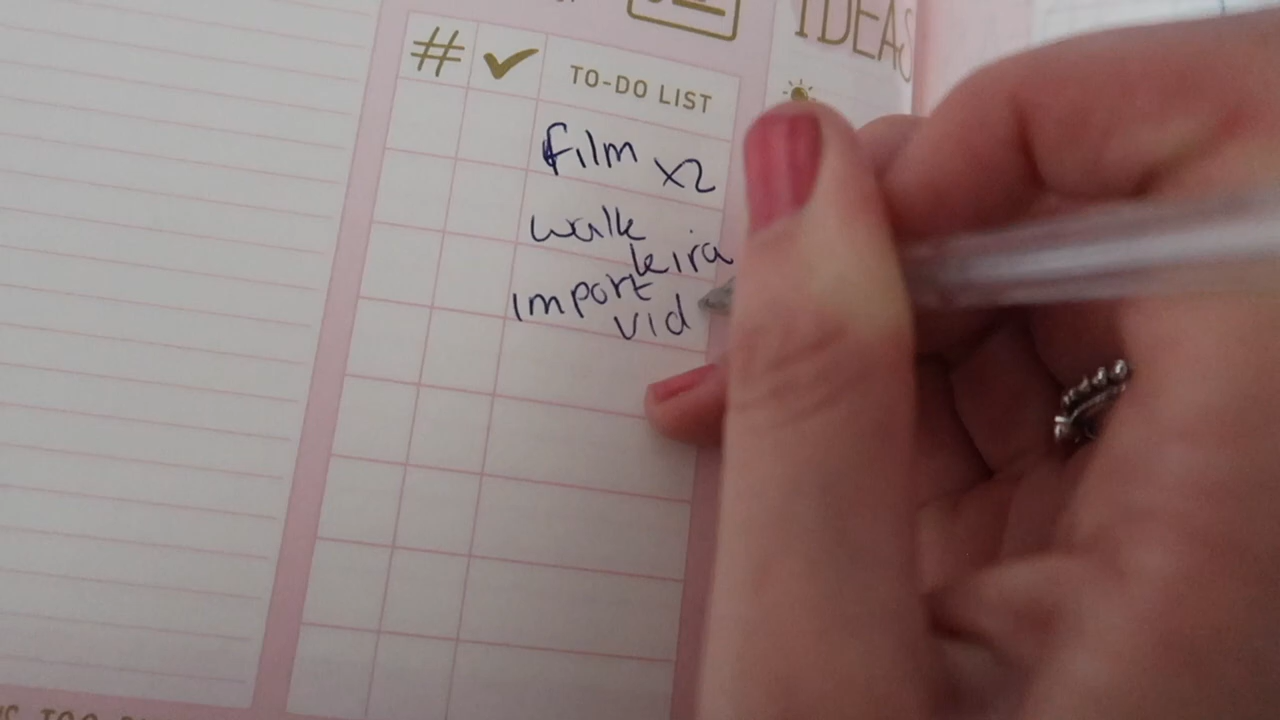 IDEAS
# ✔ TO-DO LIST
film x2
walk
kira
import
vid